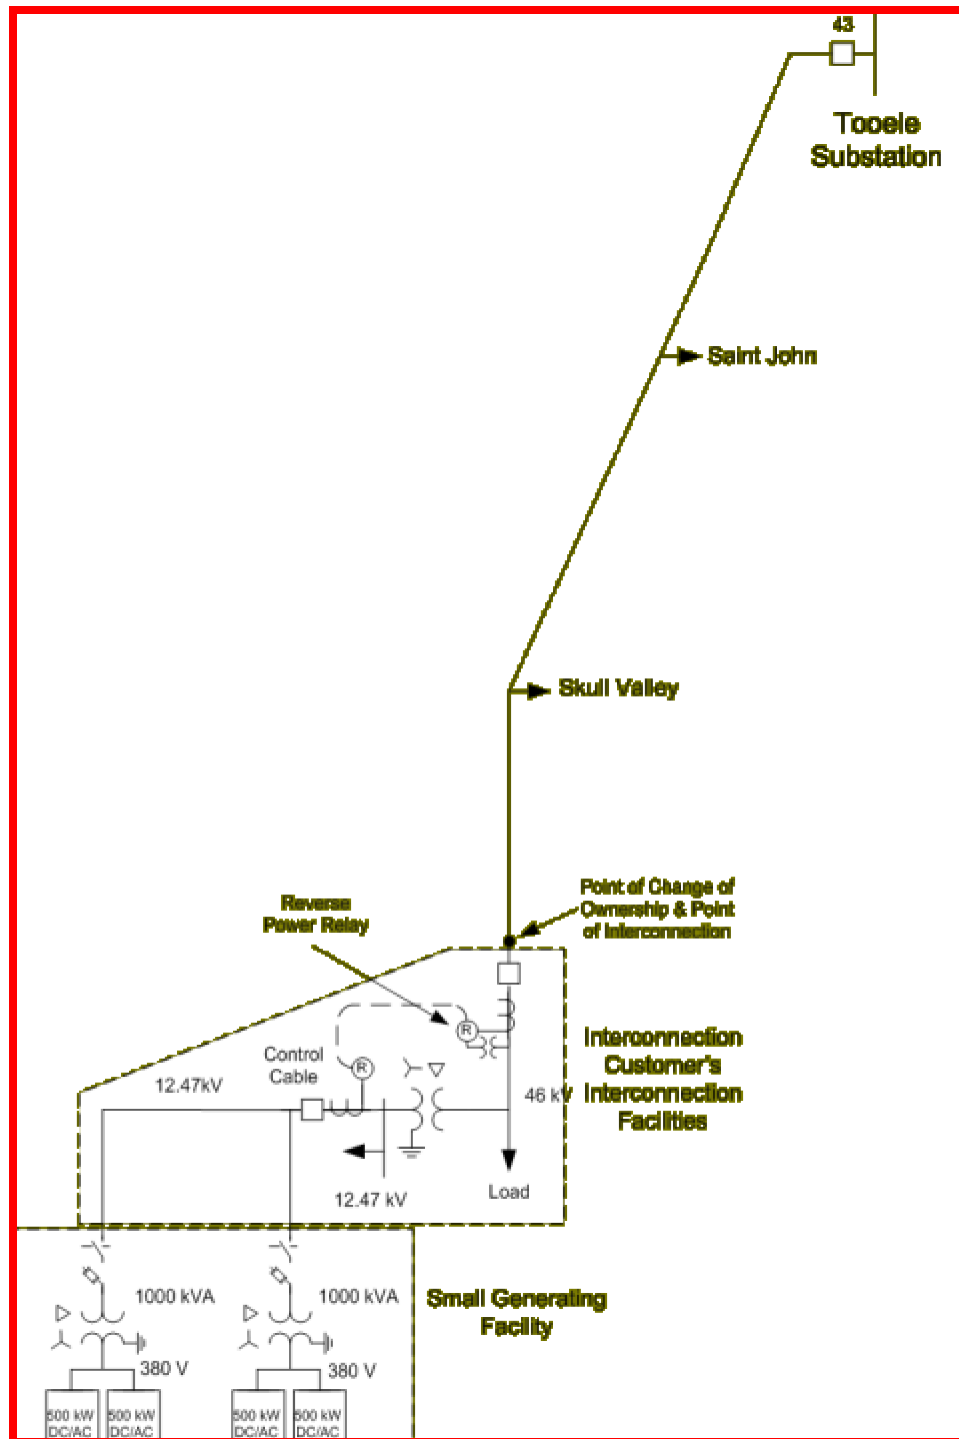 43
Tooele
Substation
Saint John
Skull Valley
Point of Change of
Ownership & Point
of Interconnection
Reverse
Power Relay
R
Control
Cable
R
12.47kV
46 kV
Interconnection
Customer's
Interconnection
Facilities
12.47 kV
Load
1000 kVA
1000 kVA
Small Generating
Facility
380 V
380 V
500 kW
DC/AC
500 kW
DC/AC
500 kW
DC/AC
500 kW
DC/AC